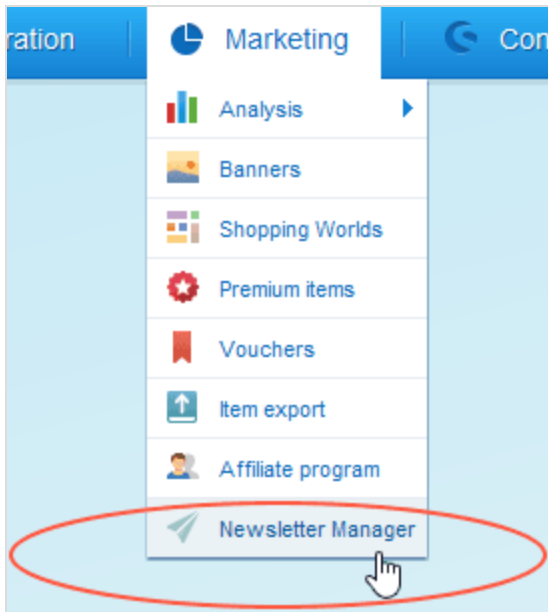 ration Marketing Con
Analysis
Banners
Shopping Worlds
Premium items
Vouchers
Item export
Affiliate program
Newsletter Manager